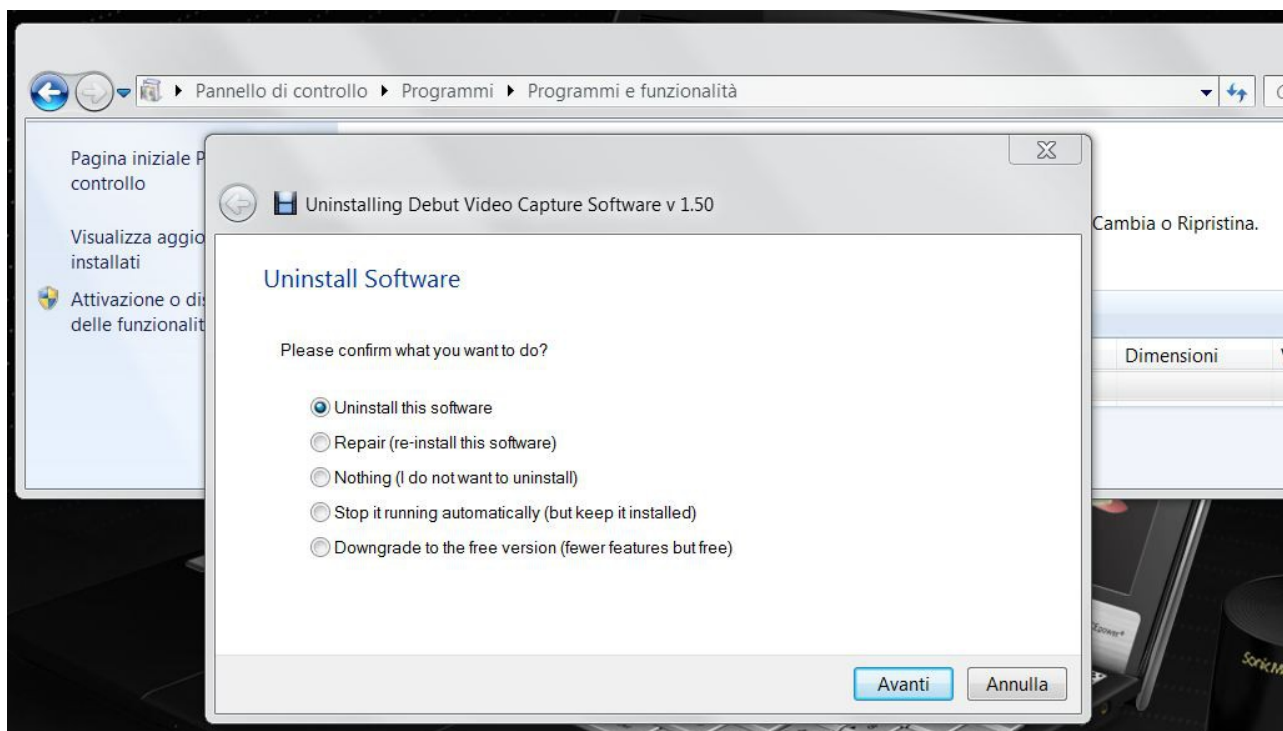 Pannello di controllo Programmi Programmi e funzionalità
Pagina iniziale
controllo
Visualizza
installati
Attivazione o
delle
Cambia o Ripristina.
Dimensioni
Uninstalling Debut Video Capture Software v 1.50
Uninstall Software
Please confirm what you want to do?
Uninstall this software
Repair (re-install this software)
Nothing (I do not want to uninstall)
Stop it running automatically (but keep it installed)
Downgrade to the free version (fewer features but free)
Avanti Annulla